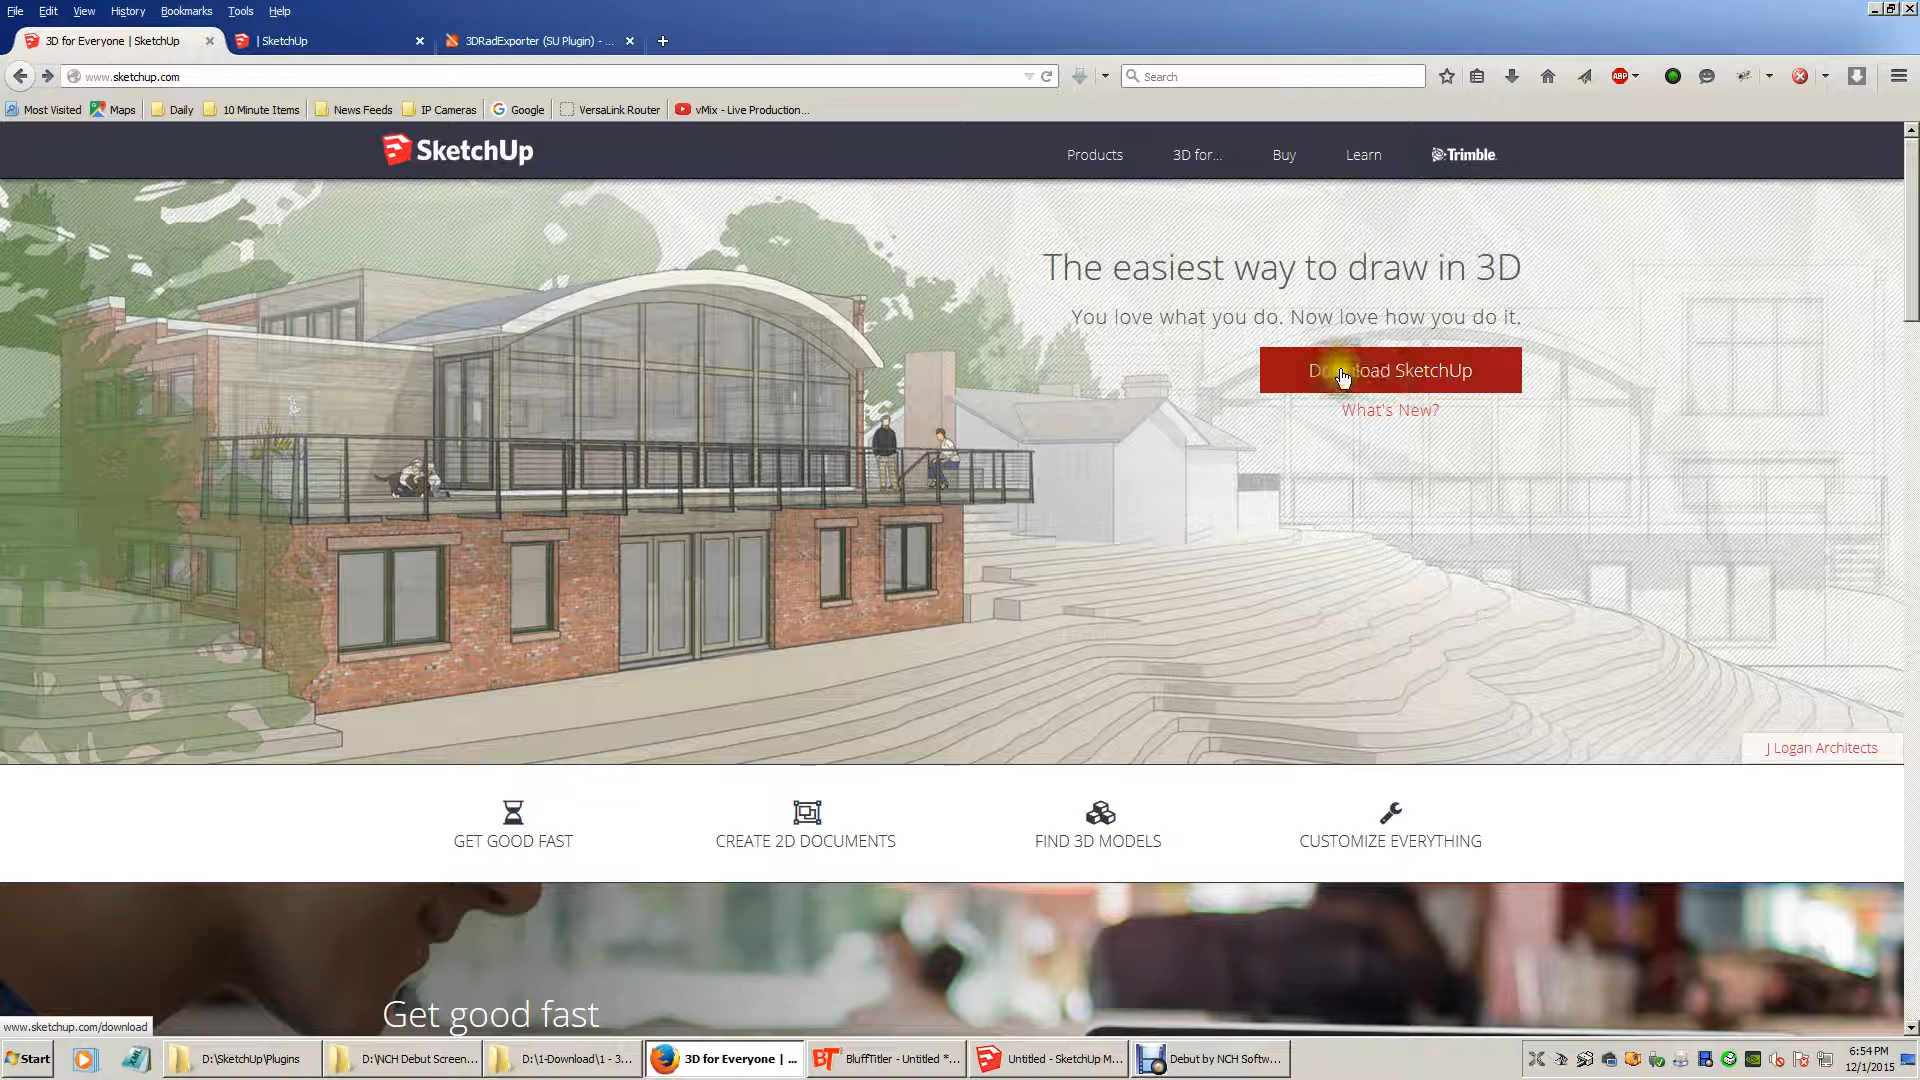 File Edit View History Bookmarks Tools Help
3D for Everyone | SketchUp
| SketchUp
3DRadExporter (SU Plugin) - ...
www.sketchup.com
Search
Most Visited Maps Daily 10 Minute Items News Feeds IP Cameras Google VersaLink Router vMix - Live Production...
SketchUp
Products 3D for... Buy Learn Trimble
The easiest way to draw in 3D
You love what you do. Now love how you do it.
Download SketchUp
What's New?
J Logan Architects
GET GOOD FAST CREATE 2D DOCUMENTS FIND 3D MODELS CUSTOMIZE EVERYTHING
Get good fast
www.sketchup.com/download
Start D:\SketchUp\Plugins D:\NCH Debut Screen... D:\1-Download\1 - 3... 3D for Everyone | ... BluffTitler - Untitled *... Untitled - SketchUp M... Debut by NCH Softw...
6:54 PM
12/1/2015